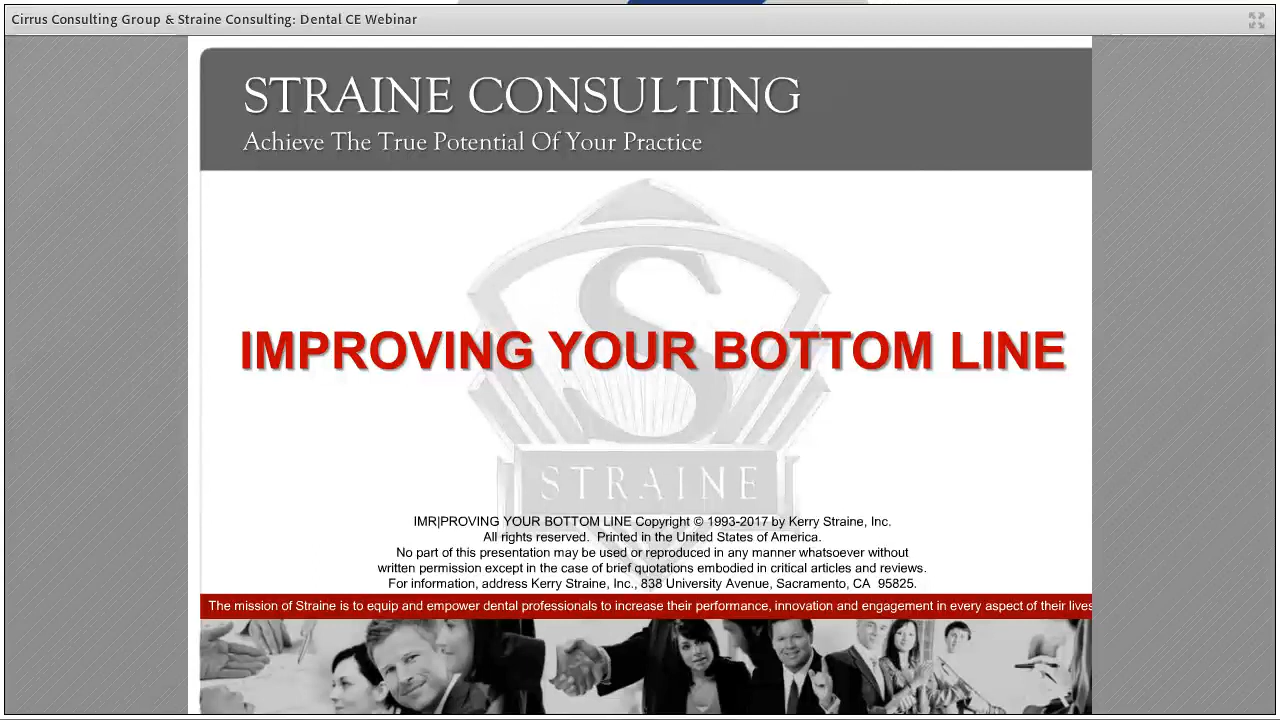 Cirrus Consulting Group & Straine Consulting: Dental CE Webinar
STRAINE CONSULTING
Achieve The True Potential Of Your Practice
IMPROVING YOUR BOTTOM LINE
S
STRAINE
IMR|PROVING YOUR BOTTOM LINE Copyright © 1993-2017 by Kerry Straine, Inc.
All rights reserved. Printed in the United States of America.
No part of this presentation may be used or reproduced in any manner whatsoever without
written permission except in the case of brief quotations embodied in critical articles and reviews.
For information, address Kerry Straine, Inc., 838 University Avenue, Sacramento, CA 95825.
The mission of Straine is to equip and empower dental professionals to increase their performance, innovation and engagement in every aspect of their lives